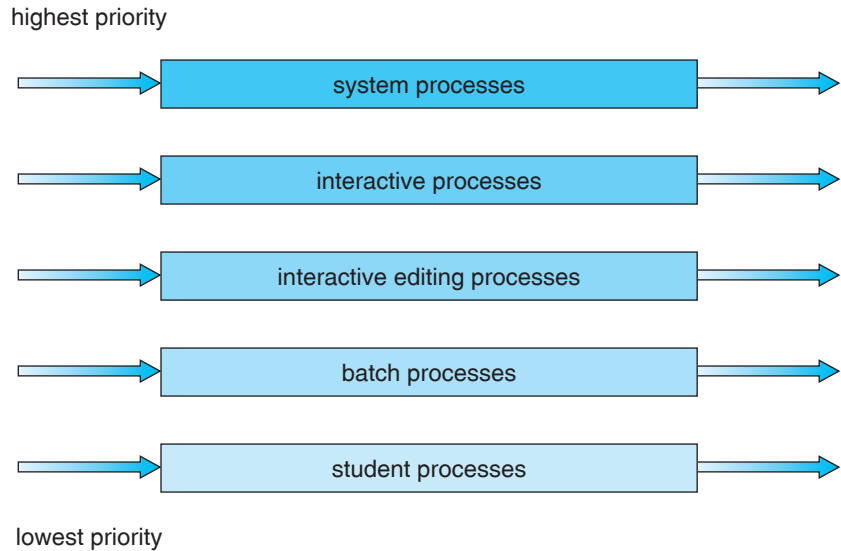 highest priority
system processes
interactive processes
interactive editing processes
batch processes
student processes
lowest priority